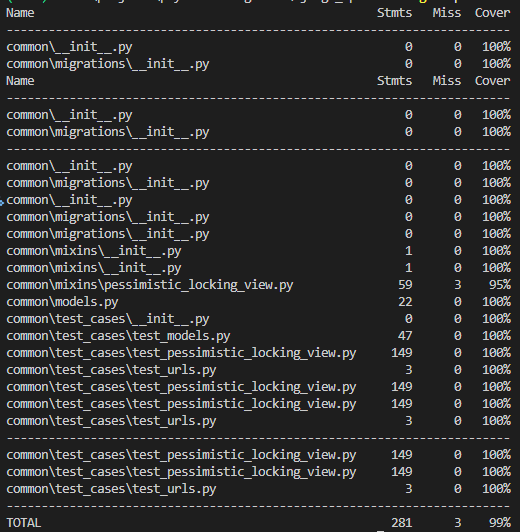 Name Stmts Miss Cover
------------------------------------------------------------------------
common\__init__.py 0 0 100%
common\migrations\__init__.py 0 0 100%
Name Stmts Miss Cover
------------------------------------------------------------------------
common\__init__.py 0 0 100%
common\migrations\__init__.py 0 0 100%
------------------------------------------------------------------------
common\__init__.py 0 0 100%
common\migrations\__init__.py 0 0 100%
common\__init__.py 0 0 100%
common\migrations\__init__.py 0 0 100%
common\migrations\__init__.py 0 0 100%
common\mixins\__init__.py 1 0 100%
common\mixins\__init__.py 1 0 100%
common\mixins\pessimistic_locking_view.py 59 3 95%
common\models.py 22 0 100%
common\test_cases\__init__.py 0 0 100%
common\test_cases\test_models.py 47 0 100%
common\test_cases\test_pessimistic_locking_view.py 149 0 100%
common\test_cases\test_urls.py 3 0 100%
common\test_cases\test_pessimistic_locking_view.py 149 0 100%
common\test_cases\test_pessimistic_locking_view.py 149 0 100%
common\test_cases\test_urls.py 3 0 100%
------------------------------------------------------------------------
common\test_cases\test_pessimistic_locking_view.py 149 0 100%
common\test_cases\test_pessimistic_locking_view.py 149 0 100%
common\test_cases\test_urls.py 3 0 100%
------------------------------------------------------------------------
TOTAL 281 3 99%